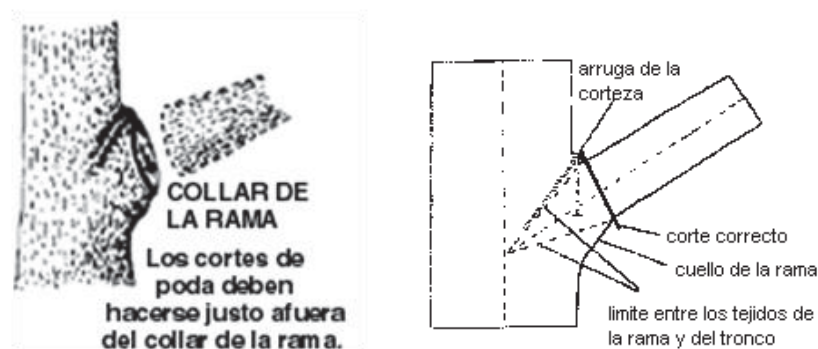 COLLAR DE
LA RAMA
Los cortes de
poda deben
hacerse justo afuera
del collar de la rama.
arruga de la
corteza
corte correcto
cuello de la rama
limite entre los tejidos de
la rama y del tronco